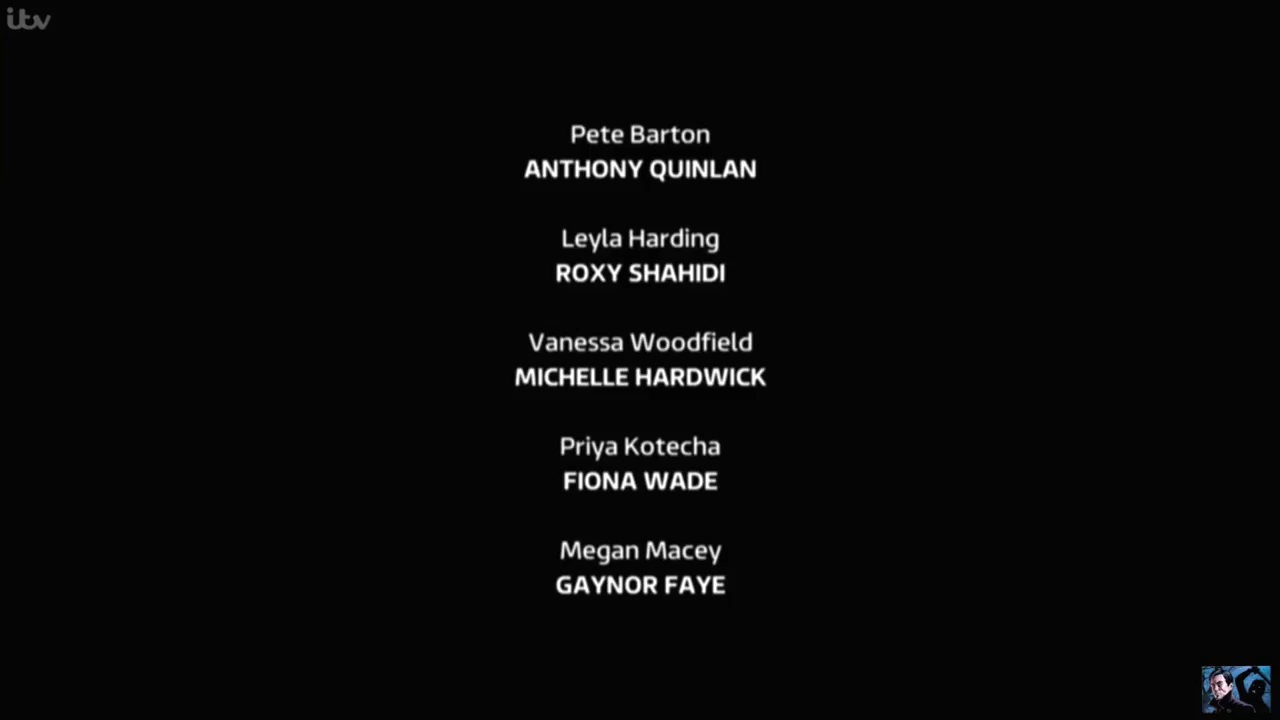 itv
Pete Barton
ANTHONY QUINLAN
Leyla Harding
ROXY SHAHIDI
Vanessa Woodfield
MICHELLE HARDWICK
Priya Kotecha
FIONA WADE
Megan Macey
GAYNOR FAYE